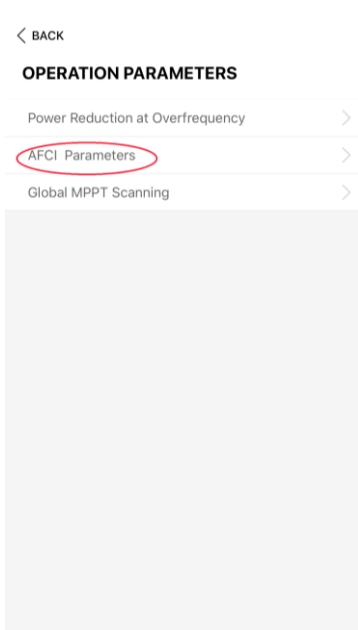 BACK
OPERATION PARAMETERS
Power Reduction at Overfrequency
AFCI Parameters
Global MPPT Scanning